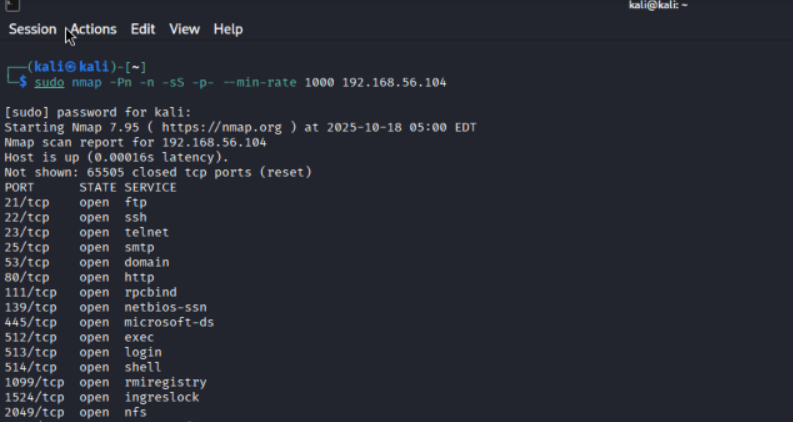 kali@kali: ~
Session Actions Edit View Help
┌──(kali㉿kali)-[~]
└─$ sudo nmap -Pn -n -sS -p- --min-rate 1000 192.168.56.104
[sudo] password for kali:
Starting Nmap 7.95 ( https://nmap.org ) at 2025-10-18 05:00 EDT
Nmap scan report for 192.168.56.104
Host is up (0.00016s latency).
Not shown: 65505 closed tcp ports (reset)
PORT STATE SERVICE
21/tcp open ftp
22/tcp open ssh
23/tcp open telnet
25/tcp open smtp
53/tcp open domain
80/tcp open http
111/tcp open rpcbind
139/tcp open netbios-ssn
445/tcp open microsoft-ds
512/tcp open exec
513/tcp open login
514/tcp open shell
1099/tcp open rmiregistry
1524/tcp open ingreslock
2049/tcp open nfs